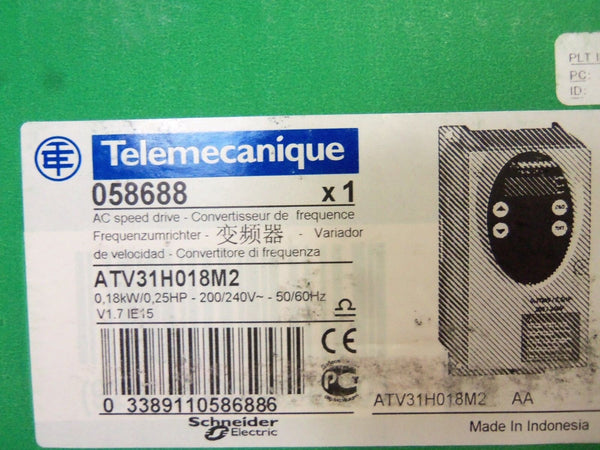 PLT I
PC:
ID:
Telemecanique
058688 x 1
AC speed drive - Convertisseur de frequence
Frequenzumrichter - 变频器 - Variador
de velocidad - Convertitore di frequenza
ATV31H018M2
0,18kW/0,25HP - 200/240V~ - 50/60Hz
V1.7 IE15
CE
0 3389110586886
ATV31H018M2 AA
Schneider
Electric
Made In Indonesia